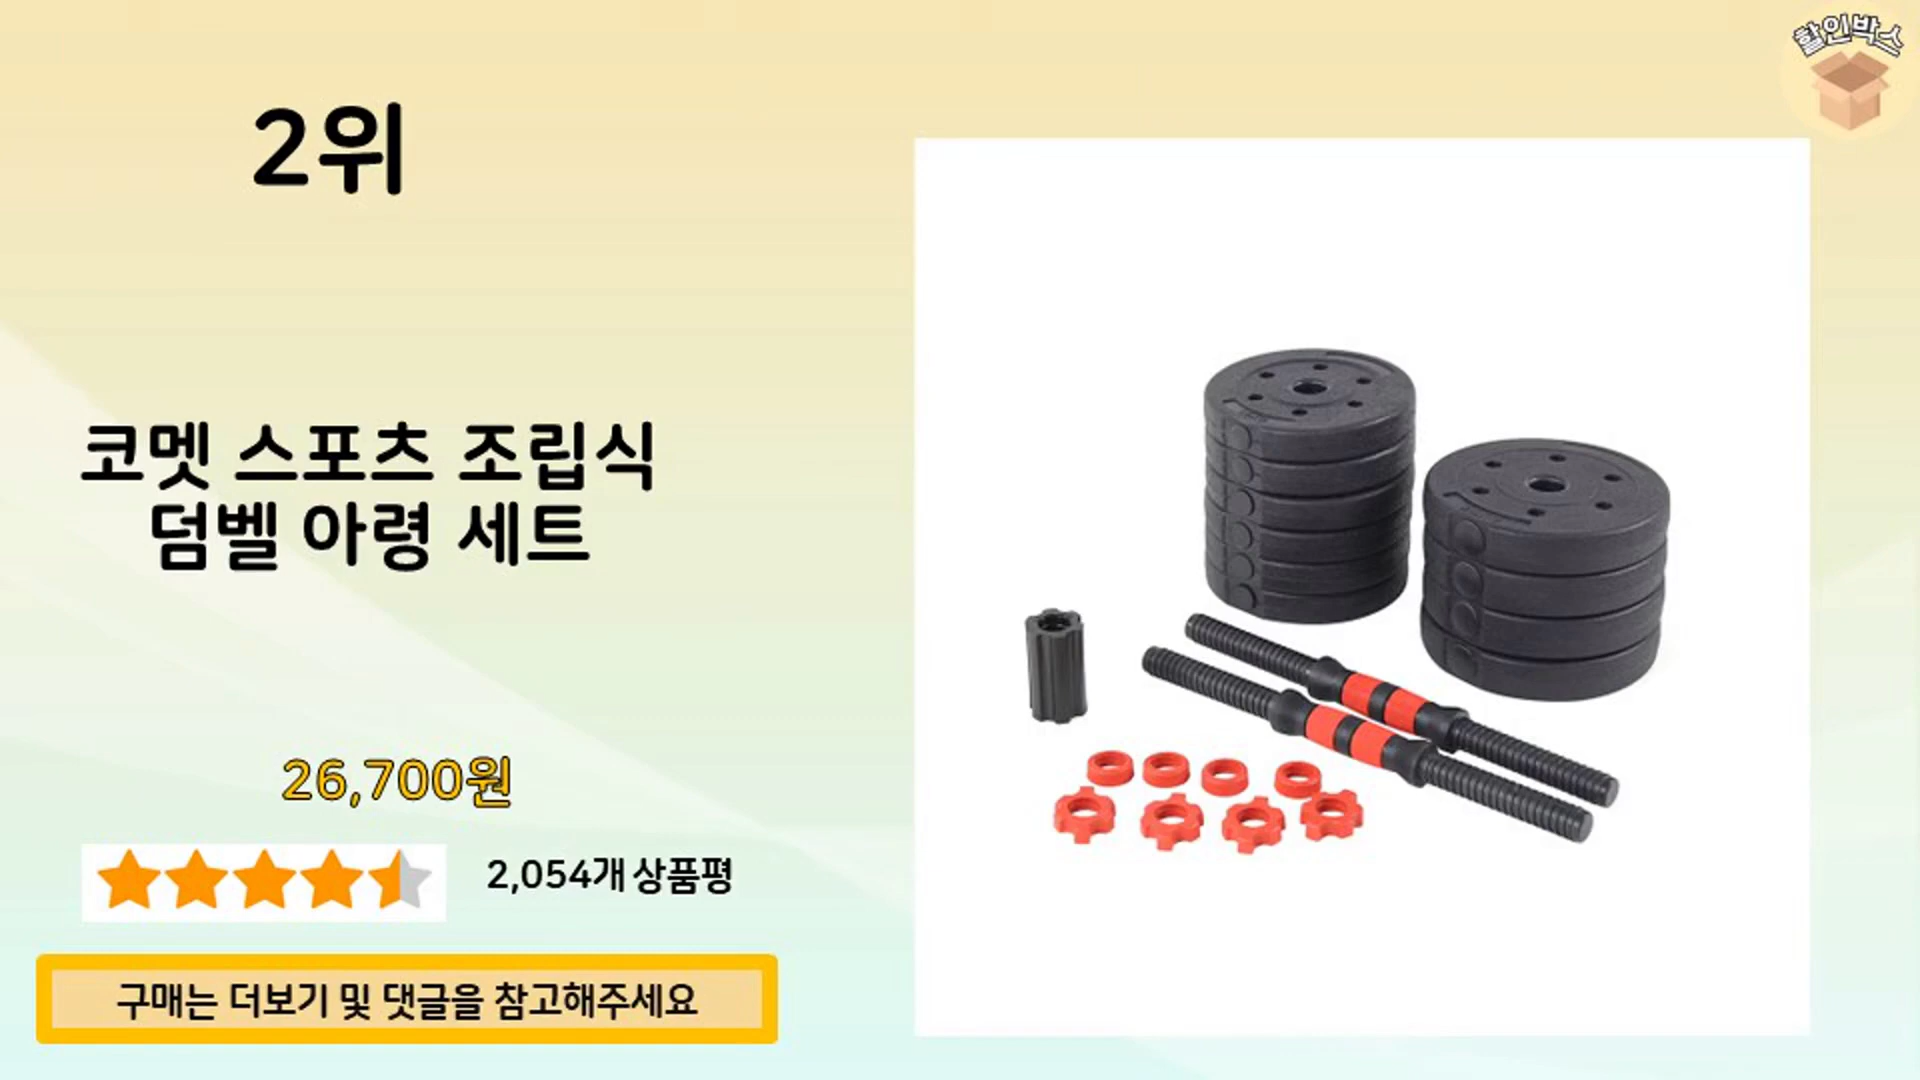 할인박스
2위
코멧 스포츠 조립식
덤벨 아령 세트
26,700원
2,054개 상품평
구매는 더보기 및 댓글을 참고해주세요